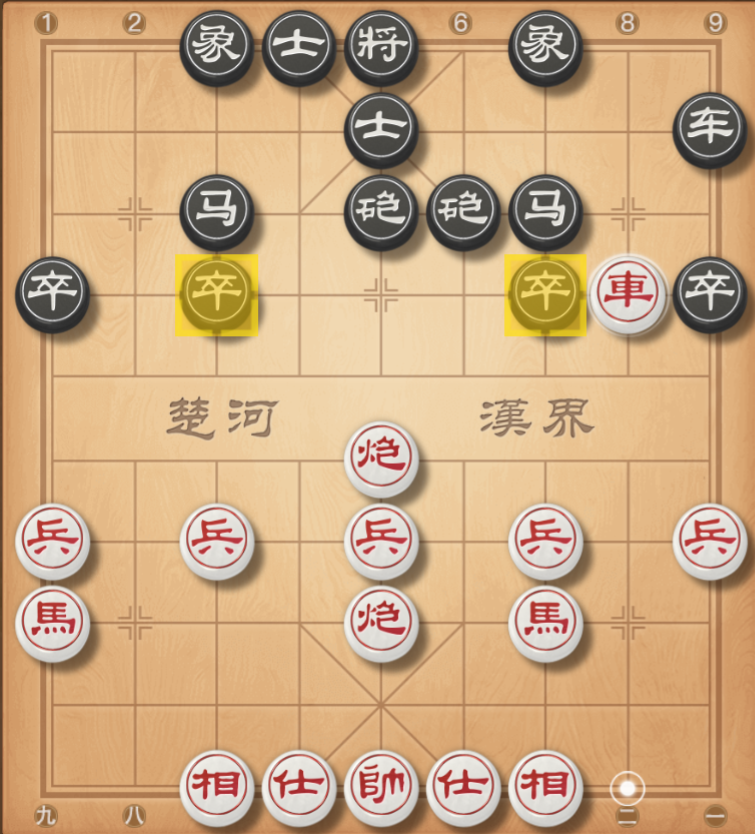 1 2 6 8 9
象 士 將 象
士 车
马 砲 砲 马
卒 卒 卒 車 卒
楚河 漢界
炮
兵 兵 兵 兵 兵
馬 炮 馬
相 仕 帥 仕 相
九 八 二 一